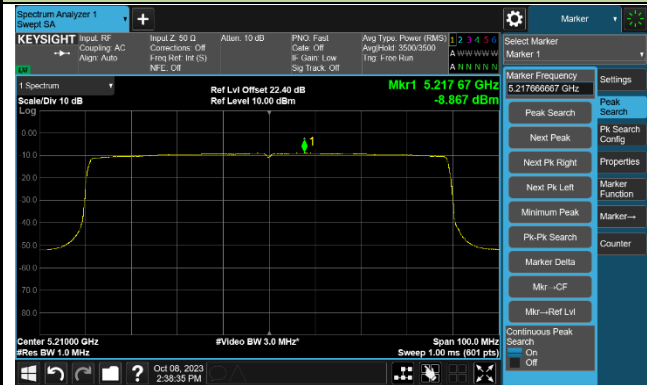 Spectrum Analyzer 1
Swept SA
Marker
KEYSIGHT
Input: RF
Coupling: AC
Align: Auto
Input Z: 50 Ω
Corrections: Off
Freq Ref: Int (S)
NFE: Off
Atten: 10 dB
PNO: Fast
Gate: Off
IF Gain: Low
Sig Track: Off
Avg Type: Power (RMS)
Avg|Hold: 3500/3500
Trig: Free Run
1 2 3 4 5 6
A W W W W W
A N N N N N
LXI
Select Marker
Marker 1
1 Spectrum
Scale/Div 10 dB
Log
Ref Lvl Offset 22.40 dB
Ref Level 10.00 dBm
Mkr1 5.217 67 GHz
-8.867 dBm
0.00
-10.0
-20.0
-30.0
-40.0
-50.0
-60.0
-70.0
-80.0
1
Center 5.21000 GHz
#Res BW 1.0 MHz
#Video BW 3.0 MHz*
Span 100.0 MHz
Sweep 1.00 ms (601 pts)
Marker Frequency
5.217666667 GHz
Peak Search
Next Peak
Next Pk Right
Next Pk Left
Minimum Peak
Pk-Pk Search
Marker Delta
Mkr→CF
Mkr→Ref Lvl
Continuous Peak
Search
On
Off
Settings
Peak
Search
Pk Search
Config
Properties
Marker
Function
Marker→
Counter
Oct 08, 2023
2:38:35 PM